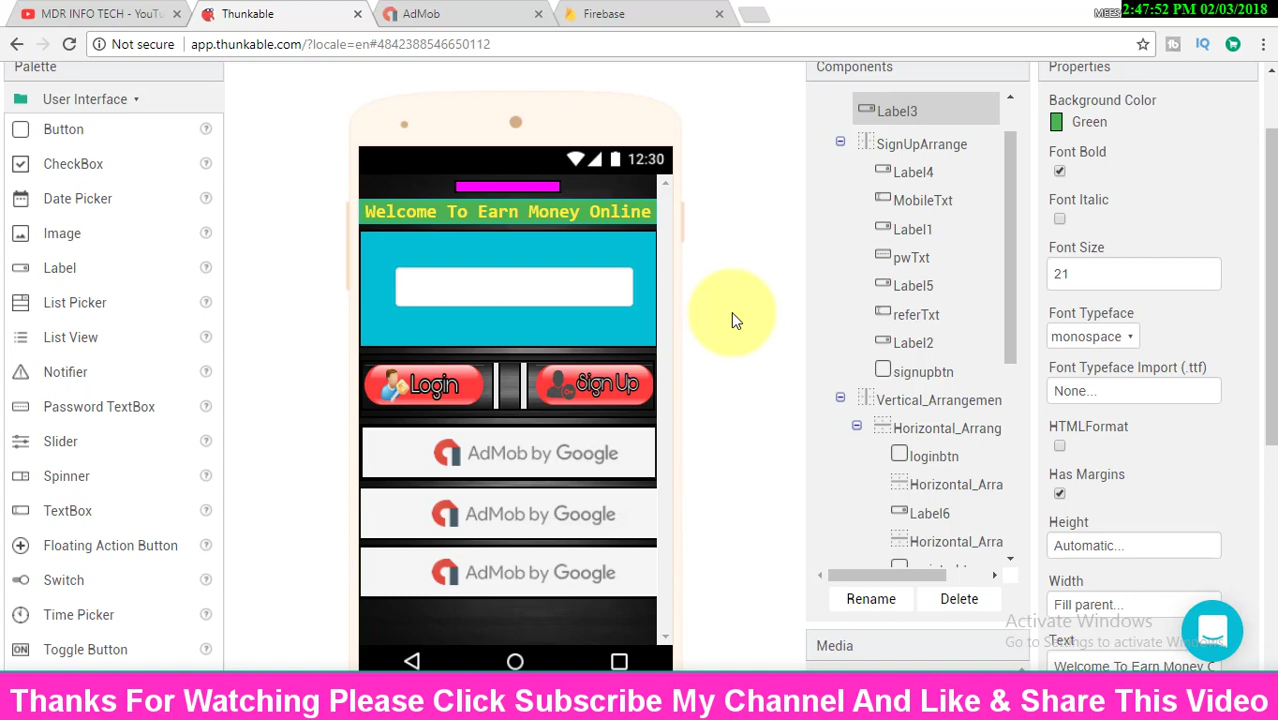 MDR INFO TECH - YouTu
Thunkable
AdMob
Firebase
MEES
2:47:52 PM 02/03/2018
Not secure
app.thunkable.com/?locale=en#4842388546650112
IQ
Palette
User Interface
Button
CheckBox
Date Picker
Image
Label
List Picker
List View
Notifier
Password TextBox
Slider
Spinner
TextBox
Floating Action Button
Switch
Time Picker
ON Toggle Button
12:30
Welcome To Earn Money Online
Login
Sign Up
AdMob by Google
AdMob by Google
AdMob by Google
Components
Label3
SignUpArrange
Label4
MobileTxt
Label1
pwTxt
Label5
referTxt
Label2
signupbtn
Vertical_Arrangemen
Horizontal_Arrang
loginbtn
Horizontal_Arra
Label6
Horizontal_Arra
Rename
Delete
Media
Properties
Background Color
Green
Font Bold
Font Italic
Font Size
21
Font Typeface
monospace
Font Typeface Import (.ttf)
None...
HTMLFormat
Has Margins
Height
Automatic...
Width
Fill parent...
Text
Welcome To Earn Money O
Activate Windows
Go to Settings to activate Windows.
Thanks For Watching Please Click Subscribe My Channel And Like & Share This Video